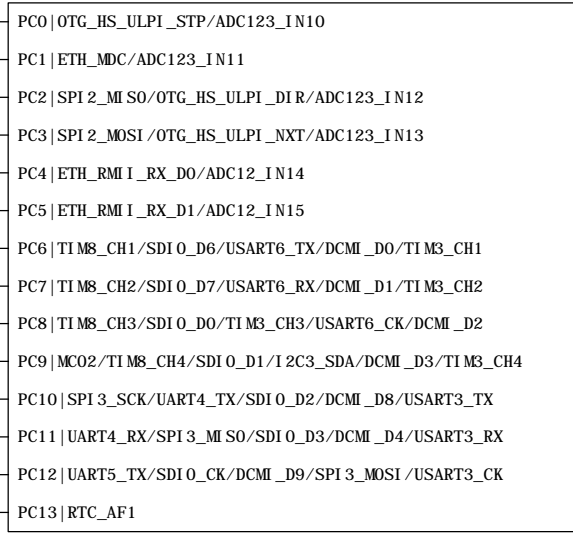 PC0|OTG_HS_ULPI_STP/ADC123_IN10
PC1|ETH_MDC/ADC123_IN11
PC2|SPI2_MISO/OTG_HS_ULPI_DIR/ADC123_IN12
PC3|SPI2_MOSI/OTG_HS_ULPI_NXT/ADC123_IN13
PC4|ETH_RMII_RX_D0/ADC12_IN14
PC5|ETH_RMII_RX_D1/ADC12_IN15
PC6|TIM8_CH1/SDIO_D6/USART6_TX/DCMI_D0/TIM3_CH1
PC7|TIM8_CH2/SDIO_D7/USART6_RX/DCMI_D1/TIM3_CH2
PC8|TIM8_CH3/SDIO_D0/TIM3_CH3/USART6_CK/DCMI_D2
PC9|MCO2/TIM8_CH4/SDIO_D1/I2C3_SDA/DCMI_D3/TIM3_CH4
PC10|SPI3_SCK/UART4_TX/SDIO_D2/DCMI_D8/USART3_TX
PC11|UART4_RX/SPI3_MISO/SDIO_D3/DCMI_D4/USART3_RX
PC12|UART5_TX/SDIO_CK/DCMI_D9/SPI3_MOSI/USART3_CK
PC13|RTC_AF1